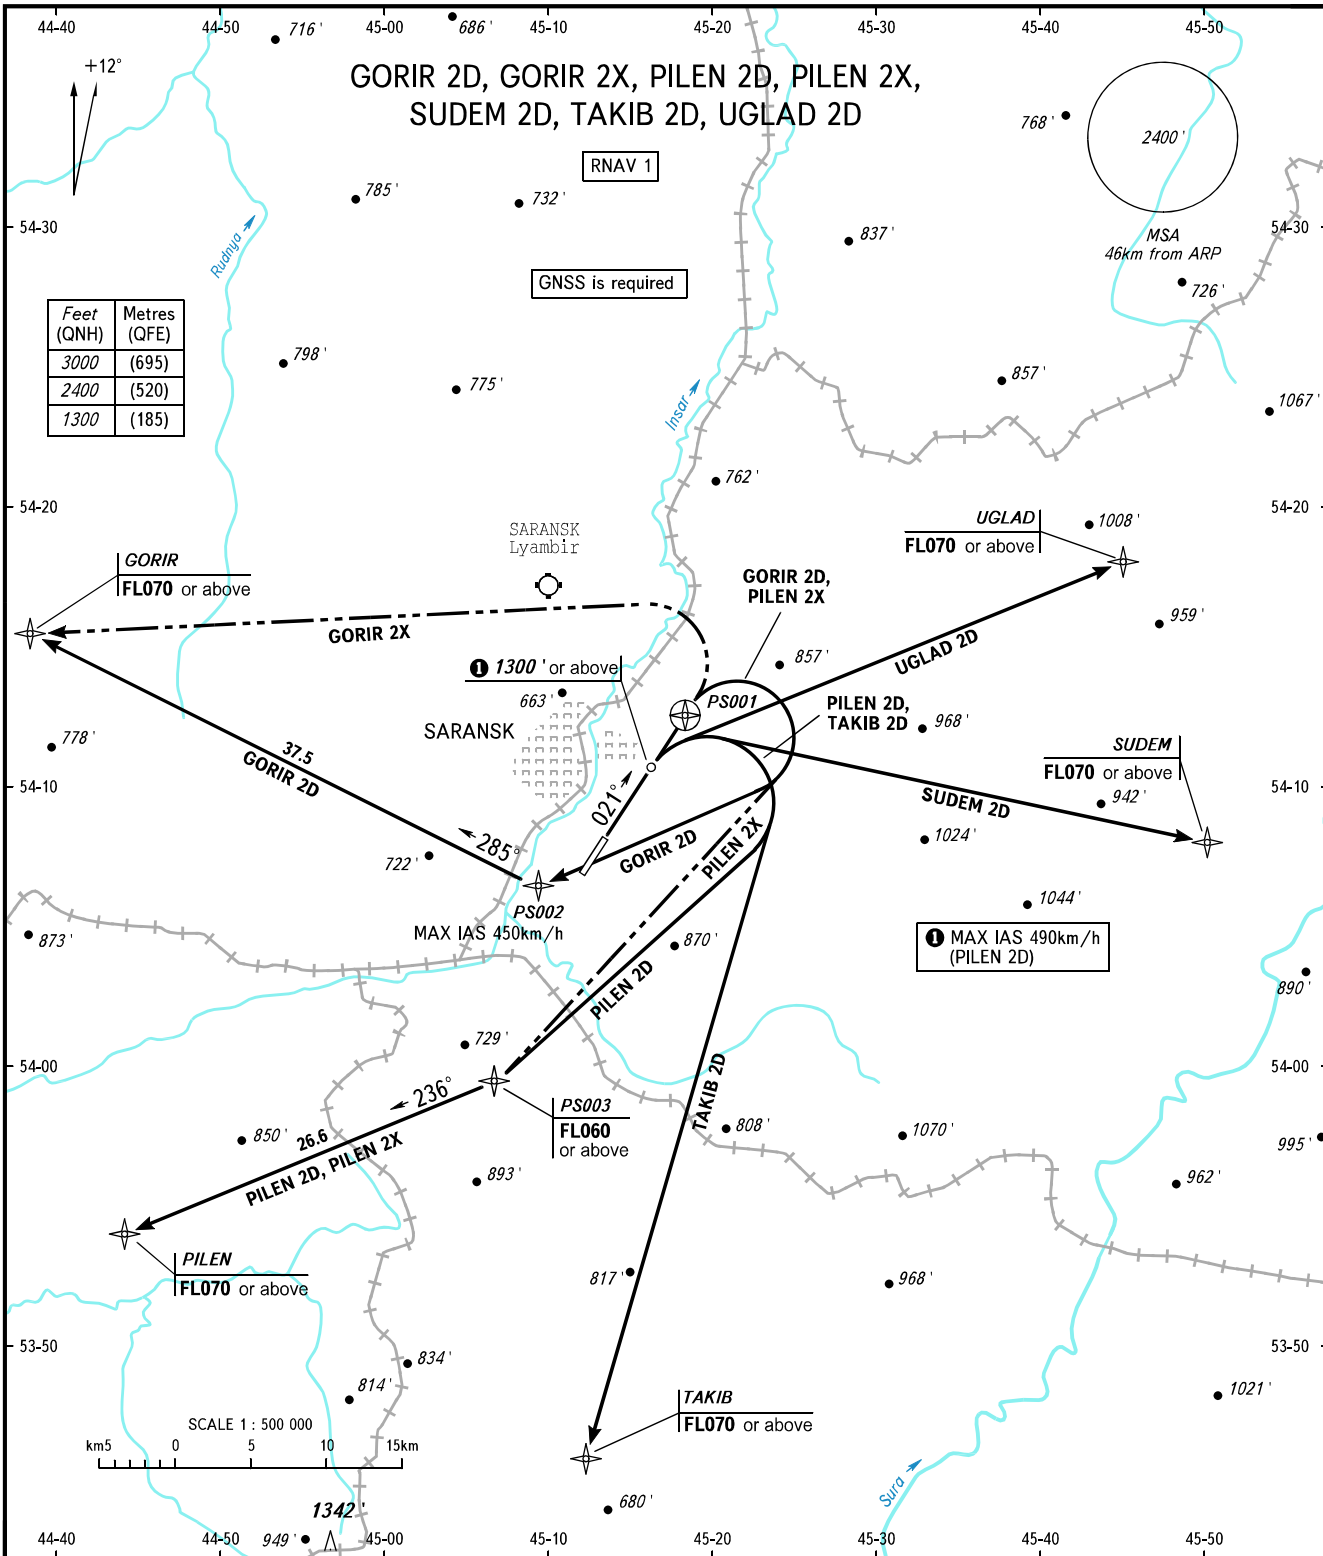 44-40
44-50
45-00
45-10
45-20
45-30
45-40
45-50
716 '
686 '
+12°
GORIR 2D, GORIR 2X, PILEN 2D, PILEN 2X,
SUDEM 2D, TAKIB 2D, UGLAD 2D
RNAV 1
768 '
2400 '
785 '
732 '
54-30
837 '
54-30
MSA
46km from ARP
Rudnya
GNSS is required
726 '
Feet
(QNH)
Metres
(QFE)
3000
(695)
2400
(520)
1300
(185)
798 '
775 '
857 '
1067 '
Insar
762 '
54-20
54-20
SARANSK
Lyambir
UGLAD
FL070 or above
1008 '
GORIR
FL070 or above
GORIR 2D,
PILEN 2X
GORIR 2X
959 '
UGLAD 2D
❶ 1300 ' or above
857 '
663 '
PS001
PILEN 2D,
TAKIB 2D
SARANSK
968 '
778 '
37.5
GORIR 2D
SUDEM
FL070 or above
54-10
54-10
021°
SUDEM 2D
942 '
285°
722 '
GORIR 2D
PILEN 2X
1024 '
PS002
MAX IAS 450km/h
1044 '
873 '
870 '
❶ MAX IAS 490km/h
(PILEN 2D)
PILEN 2D
890 '
729 '
54-00
54-00
TAKIB 2D
236°
PS003
FL060
or above
26.6
PILEN 2D, PILEN 2X
850 '
808 '
1070 '
995 '
893 '
962 '
PILEN
FL070 or above
817 '
968 '
53-50
53-50
834 '
814 '
1021 '
TAKIB
FL070 or above
SCALE 1 : 500 000
km5
0
5
10
15km
Sura
1342 '
680 '
949 '
44-40
44-50
45-00
45-10
45-20
45-30
45-40
45-50